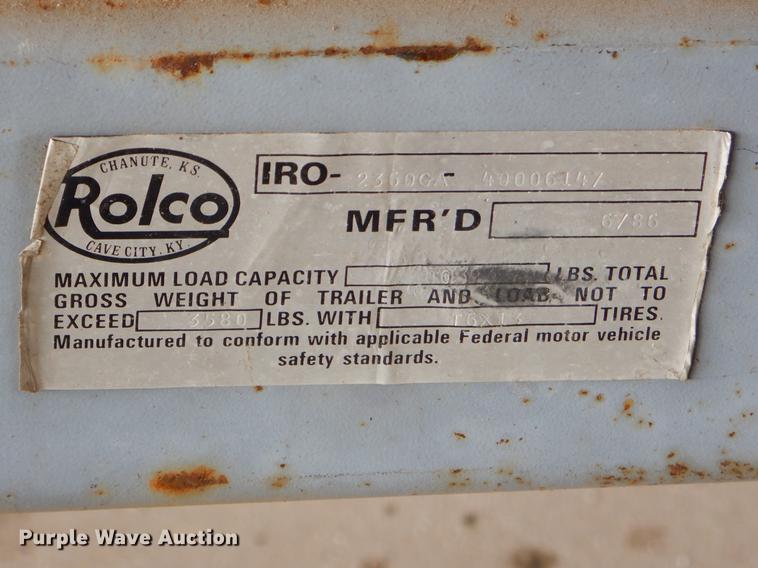 CHANUTE, KS.
Rolco
CAVE CITY, KY.
IRO- 2360GA -
MFR'D 6/86
MAXIMUM LOAD CAPACITY LBS. TOTAL
GROSS WEIGHT OF TRAILER AND LOAD NOT TO
EXCEED 3580 LBS. WITH TIRES.
Manufactured to conform with applicable Federal motor vehicle
safety standards.
Purple Wave Auction